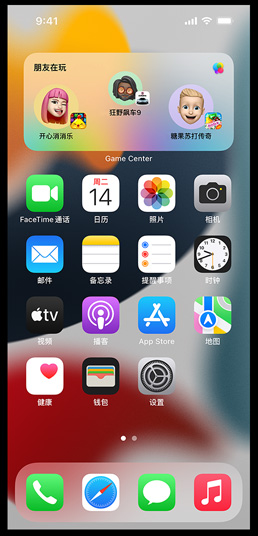 9:41
朋友在玩
开心消消乐
狂野飙车9
糖果苏打传奇
Game Center
FaceTime 通话
周二
14
日历
照片
相机
邮件
备忘录
提醒事项
时钟
tv
视频
播客
App Store
地图
健康
钱包
设置